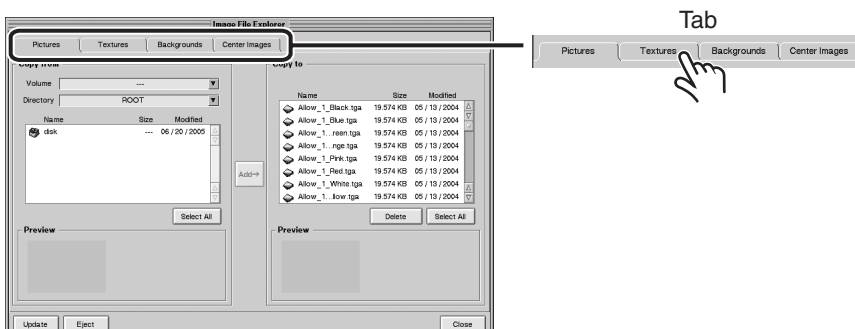 Image File Explorer
Pictures Textures Backgrounds Center Images
Copy from
Volume ---
Directory ROOT
Name Size Modified
disk --- 06 / 20 / 2005
Select All
Preview
Add→
Copy to
Name Size Modified
Allow_1_Black.tga 19.574 KB 05 / 13 / 2004
Allow_1_Blue.tga 19.574 KB 05 / 13 / 2004
Allow_1...reen.tga 19.574 KB 05 / 13 / 2004
Allow_1...nge.tga 19.574 KB 05 / 13 / 2004
Allow_1_Pink.tga 19.574 KB 05 / 13 / 2004
Allow_1_Red.tga 19.574 KB 05 / 13 / 2004
Allow_1_White.tga 19.574 KB 05 / 13 / 2004
Allow_1...llow.tga 19.574 KB 05 / 13 / 2004
Delete Select All
Preview
Update Eject Close
Tab
Pictures Textures Backgrounds Center Images